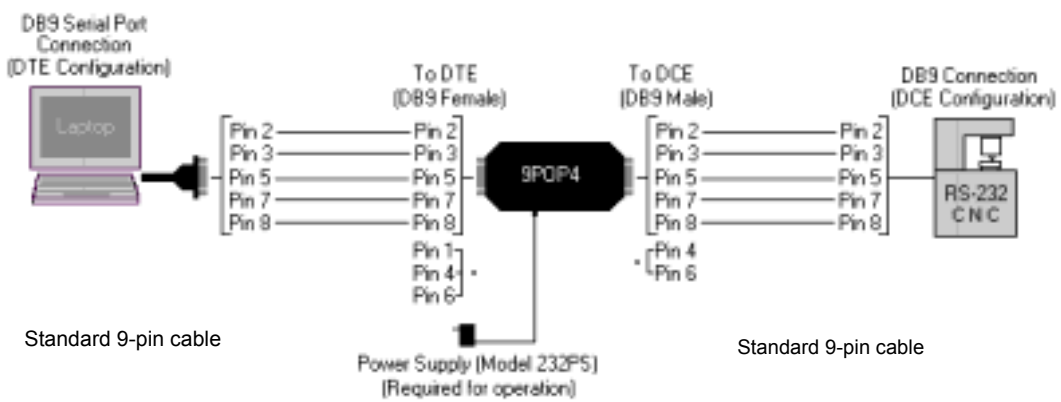 DB9 Serial Port
Connection
(DTE Configuration)
Laptop
To DTE
(DB9 Female)
To DCE
(DB9 Male)
DB9 Connection
(DCE Configuration)
Pin 2
Pin 3
Pin 5
Pin 7
Pin 8
Pin 2
Pin 3
Pin 5
Pin 7
Pin 8
Pin 1
Pin 4
Pin 6
9POP4
Pin 2
Pin 3
Pin 5
Pin 7
Pin 8
Pin 4
Pin 6
Pin 2
Pin 3
Pin 5
Pin 7
Pin 8
RS-232
CNC
Standard 9-pin cable
Power Supply (Model 232PS)
(Required for operation)
Standard 9-pin cable